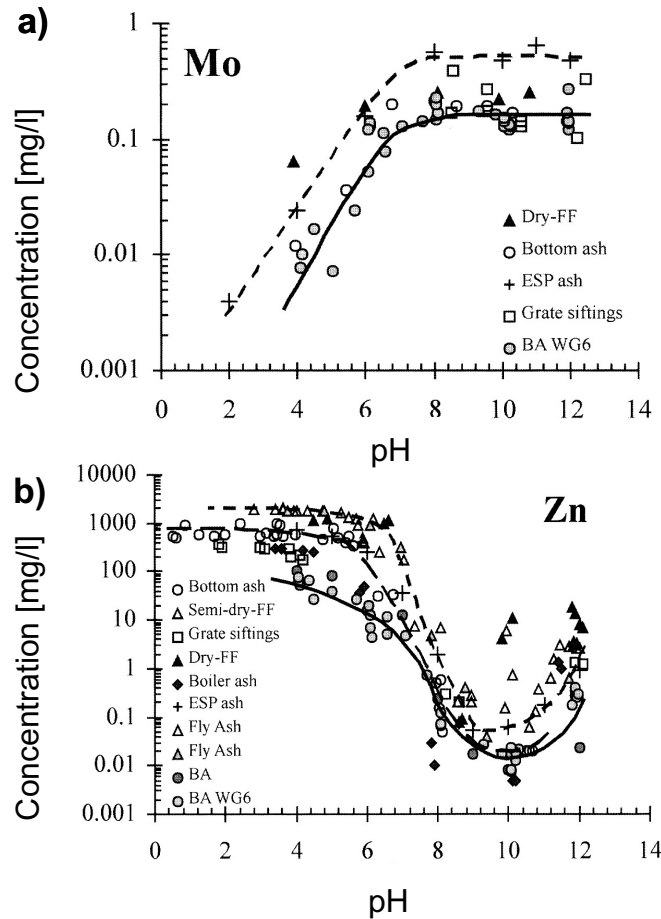 a)
Mo
Concentration [mg/l]
1
0.1
0.01
0.001
Dry-FF
Bottom ash
ESP ash
Grate siftings
BA WG6
0 2 4 6 8 10 12 14
pH
b)
Zn
Concentration [mg/l]
10000
1000
100
10
1
0.1
0.01
0.001
Bottom ash
Semi-dry-FF
Grate siftings
Dry-FF
Boiler ash
ESP ash
Fly Ash
Fly Ash
BA
BA WG6
0 2 4 6 8 10 12 14
pH